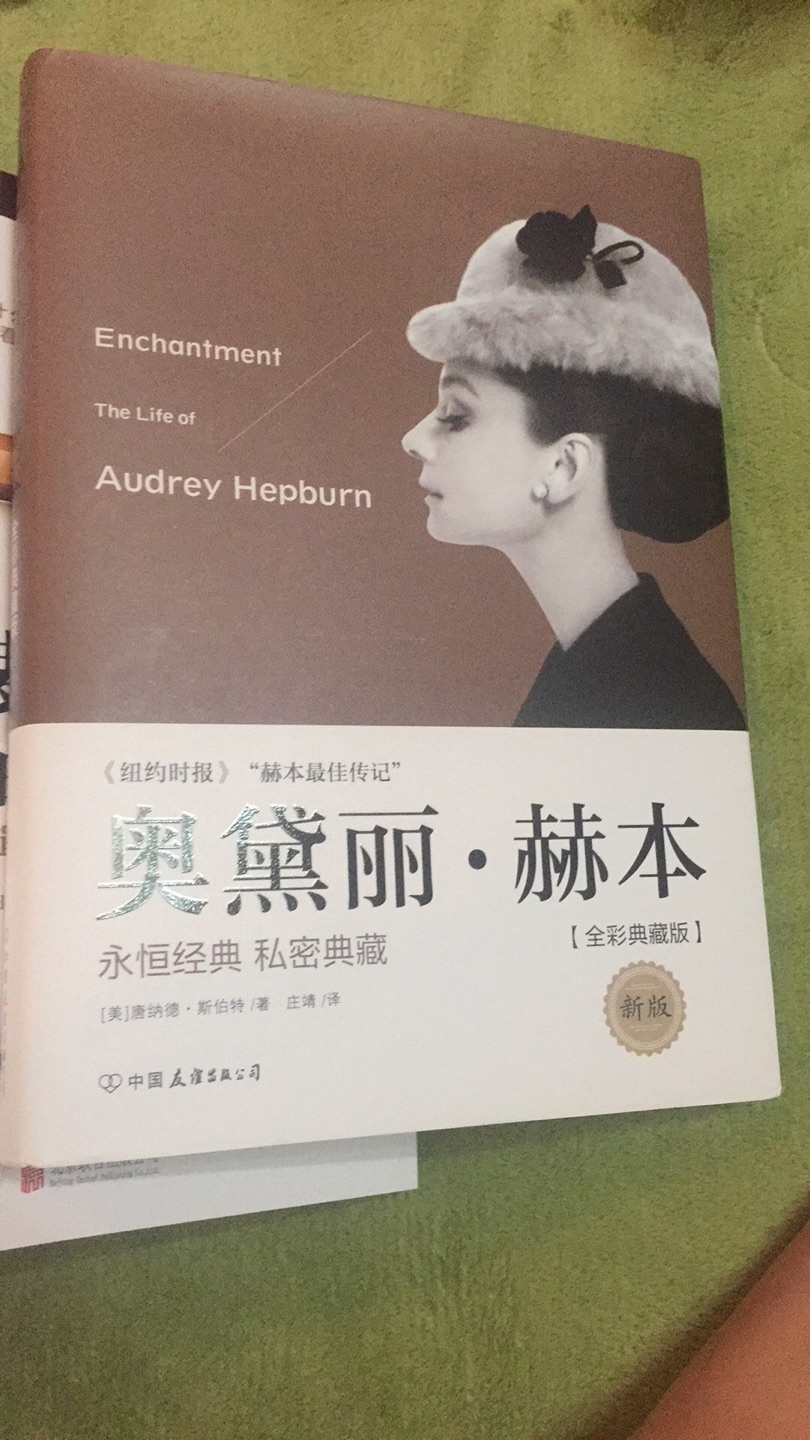 Enchantment
The Life of
Audrey Hepburn
《纽约时报》“赫本最佳传记”
奥黛丽·赫本
【全彩典藏版】
永恒经典 私密典藏
[美]唐纳德·斯伯特 /著 庄靖 /译
新版
中国友谊出版公司